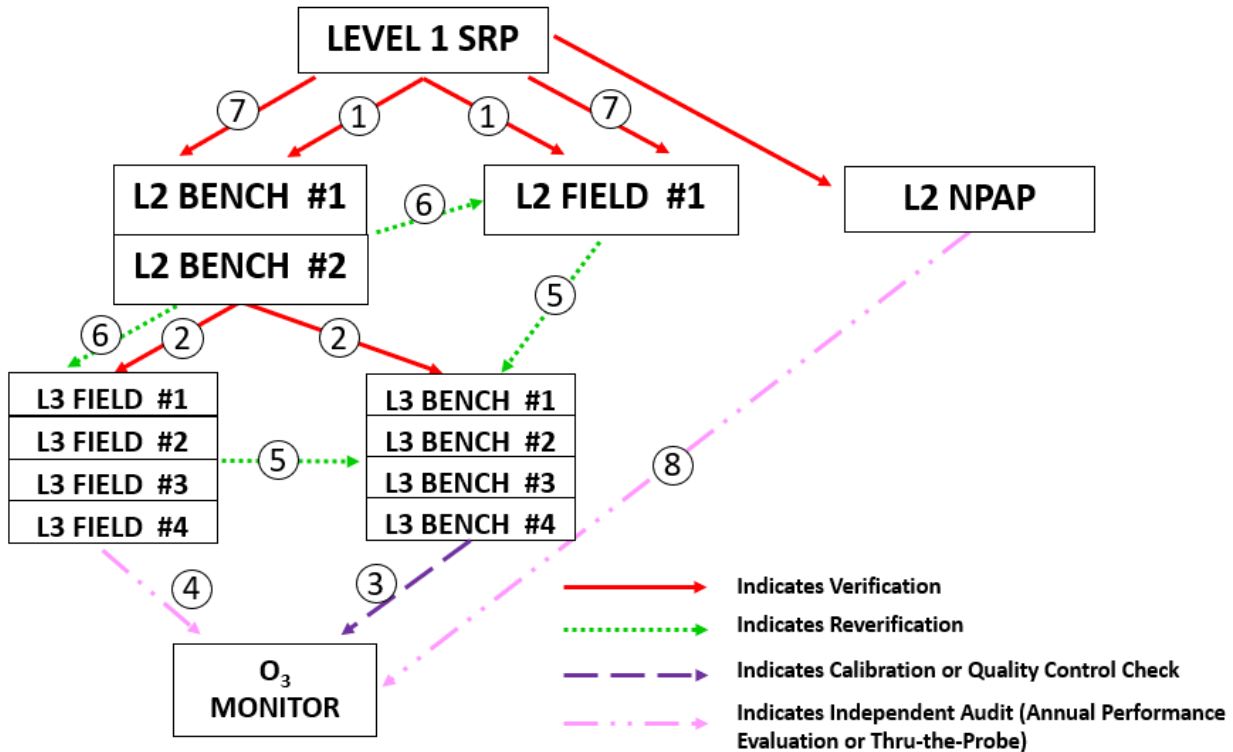 LEVEL 1 SRP
7
1
1
7
L2 BENCH #1
L2 FIELD #1
L2 NPAP
6
L2 BENCH #2
5
6
2
2
L3 FIELD #1
L3 BENCH #1
L3 FIELD #2
L3 BENCH #2
5
8
L3 FIELD #3
L3 BENCH #3
L3 FIELD #4
L3 BENCH #4
4
3
Indicates Verification
Indicates Reverification
O3
MONITOR
Indicates Calibration or Quality Control Check
Indicates Independent Audit (Annual Performance
Evaluation or Thru-the-Probe)